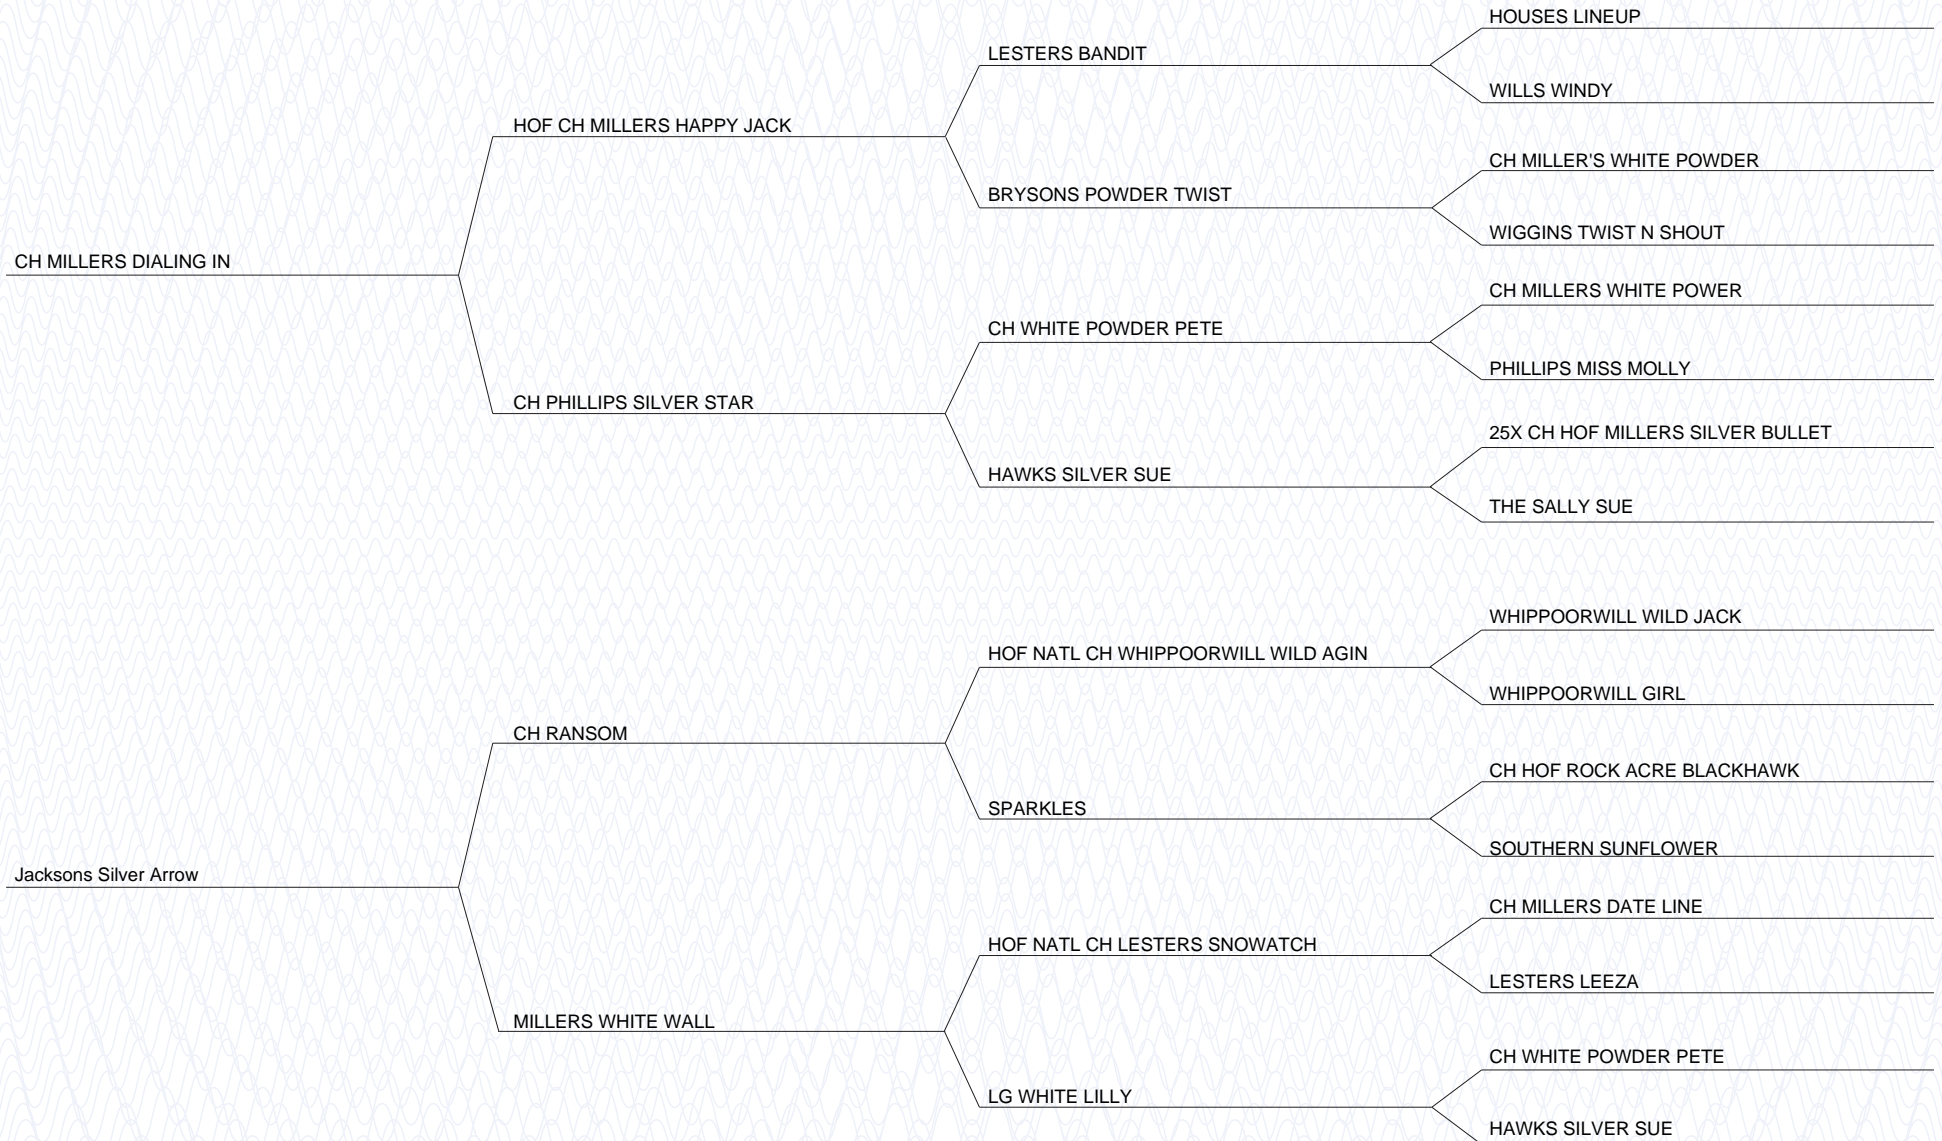 HOUSES LINEUP
LESTERS BANDIT
WILLS WINDY
HOF CH MILLERS HAPPY JACK
CH MILLER'S WHITE POWDER
BRYSONS POWDER TWIST
WIGGINS TWIST N SHOUT
CH MILLERS DIALING IN
CH MILLERS WHITE POWER
CH WHITE POWDER PETE
PHILLIPS MISS MOLLY
CH PHILLIPS SILVER STAR
25X CH HOF MILLERS SILVER BULLET
HAWKS SILVER SUE
THE SALLY SUE
WHIPPOORWILL WILD JACK
HOF NATL CH WHIPPOORWILL WILD AGIN
WHIPPOORWILL GIRL
CH RANSOM
CH HOF ROCK ACRE BLACKHAWK
SPARKLES
SOUTHERN SUNFLOWER
Jacksons Silver Arrow
CH MILLERS DATE LINE
HOF NATL CH LESTERS SNOWATCH
LESTERS LEEZA
MILLERS WHITE WALL
CH WHITE POWDER PETE
LG WHITE LILLY
HAWKS SILVER SUE